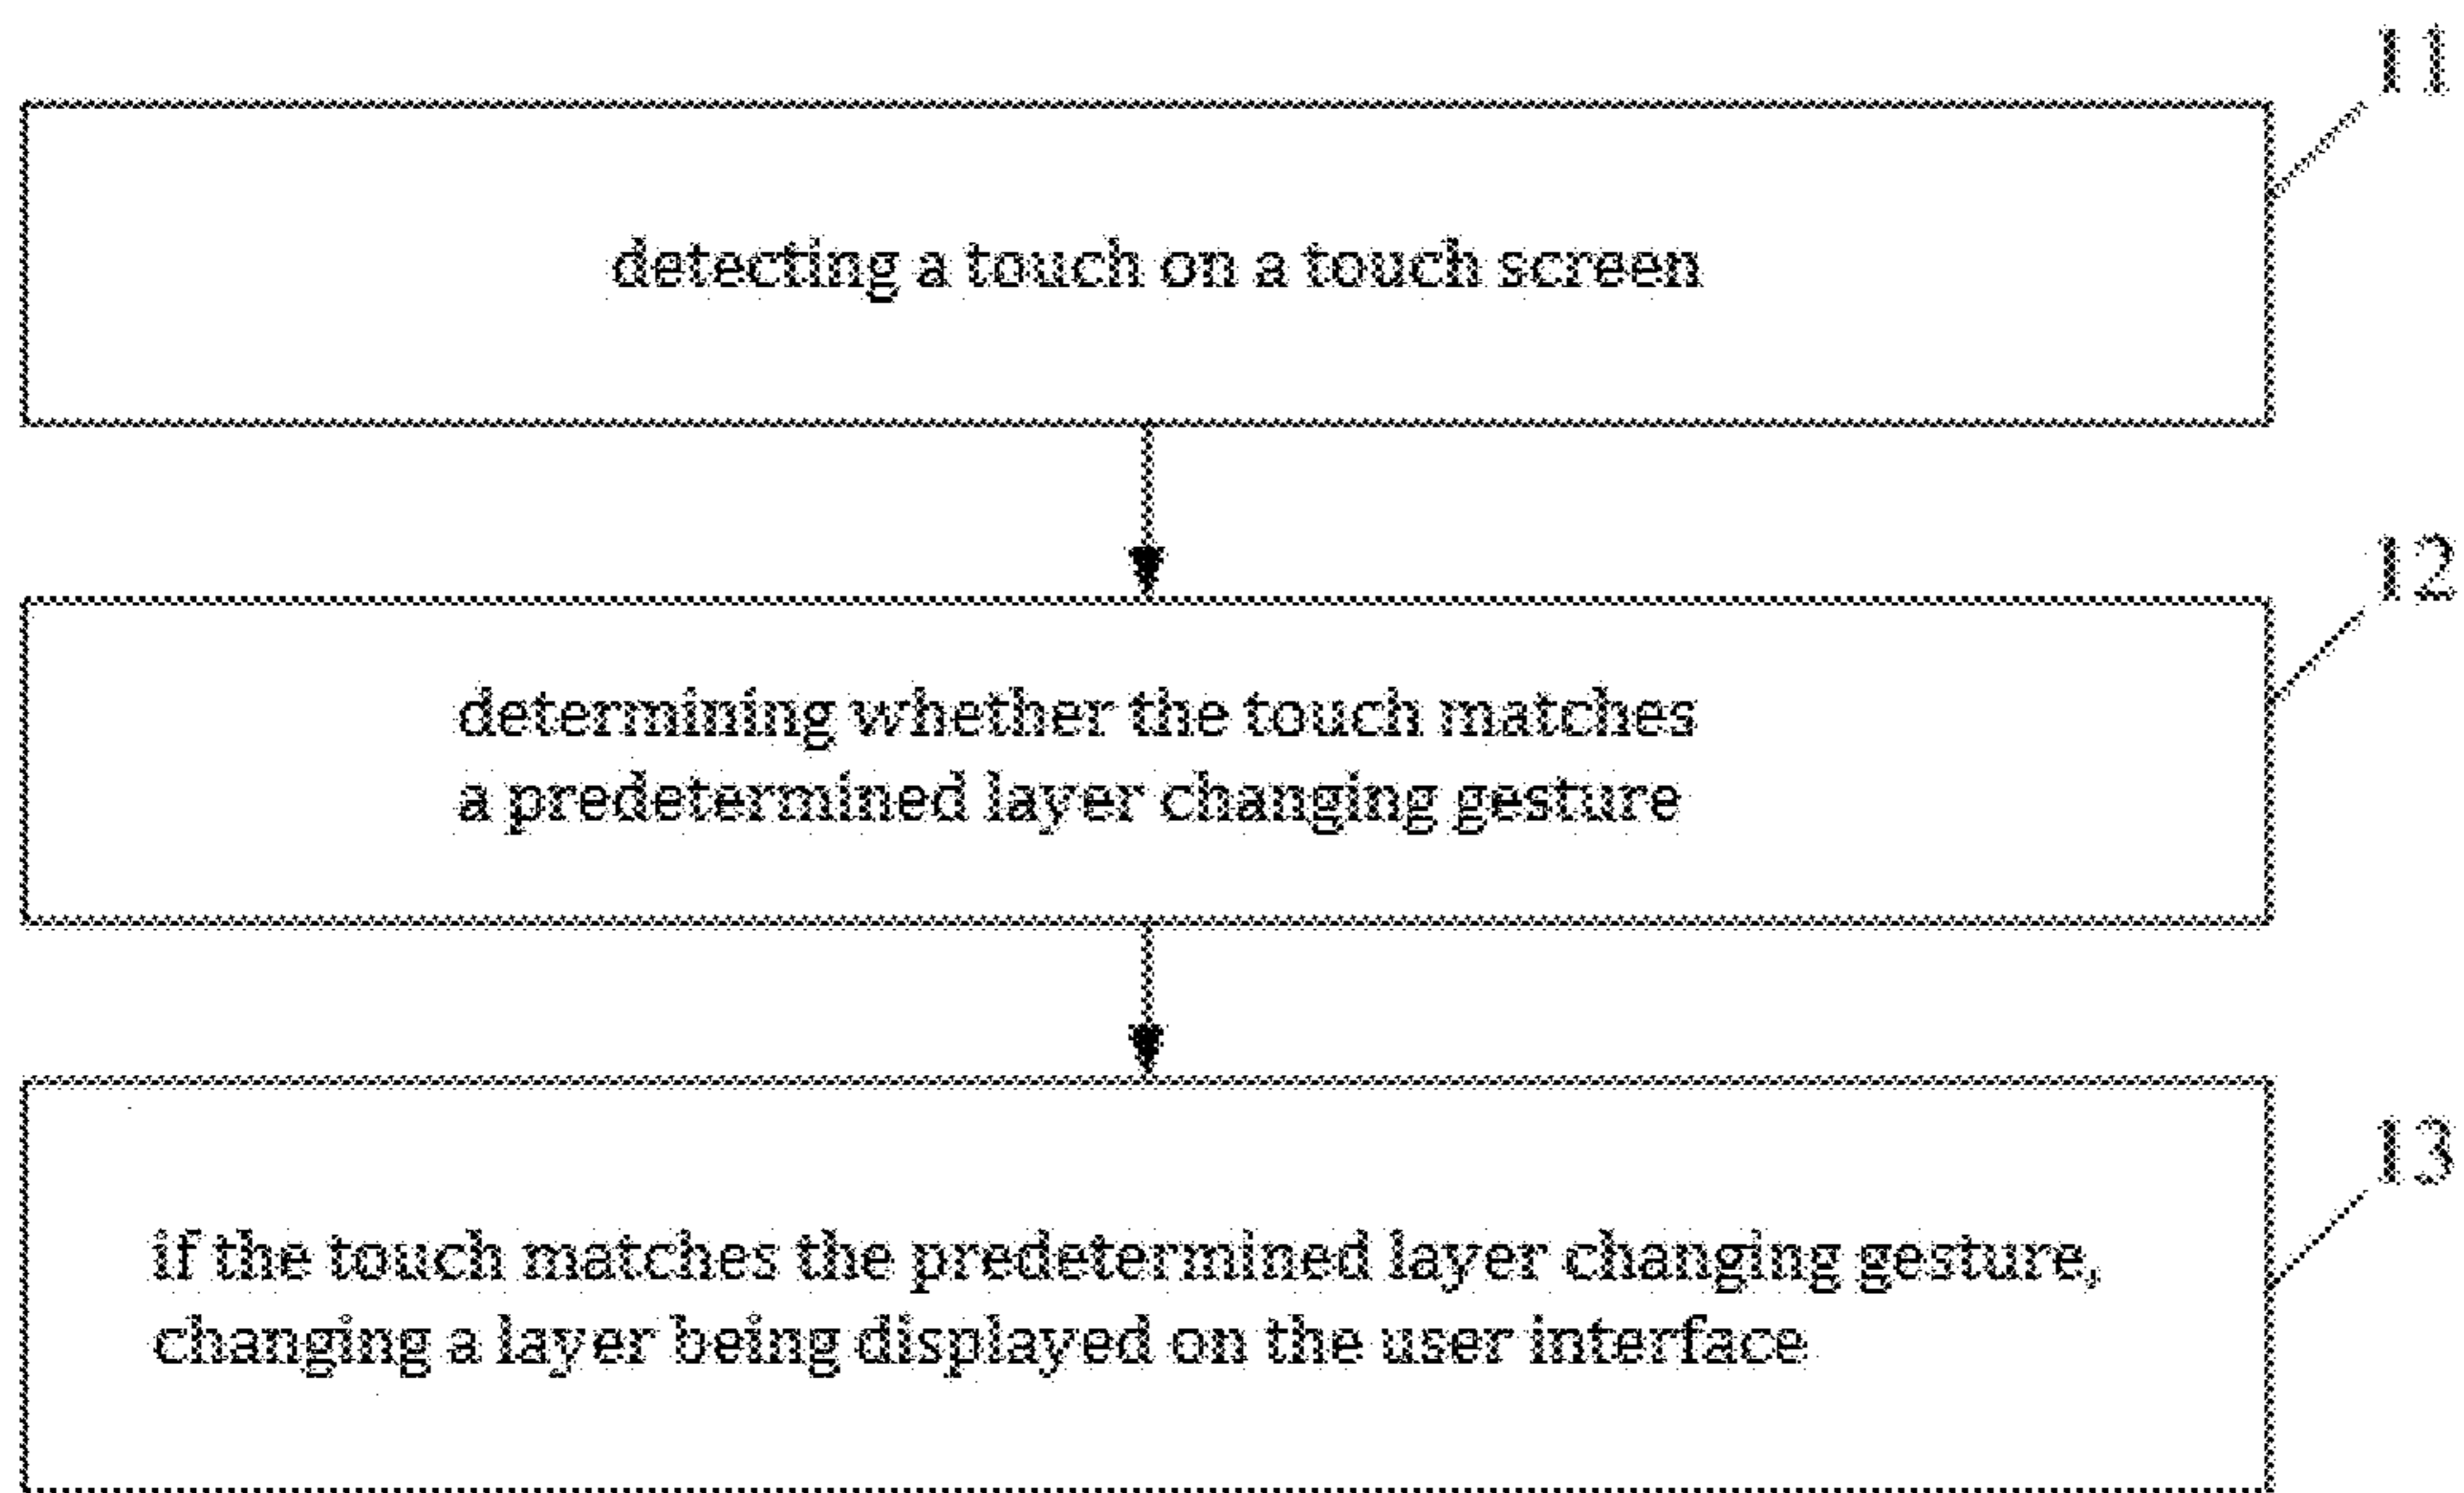 11
detecting a touch on a touch screen
12
determining whether the touch matches
a predetermined layer changing gesture
13
if the touch matches the predetermined layer changing gesture,
changing a layer being displayed on the user interface